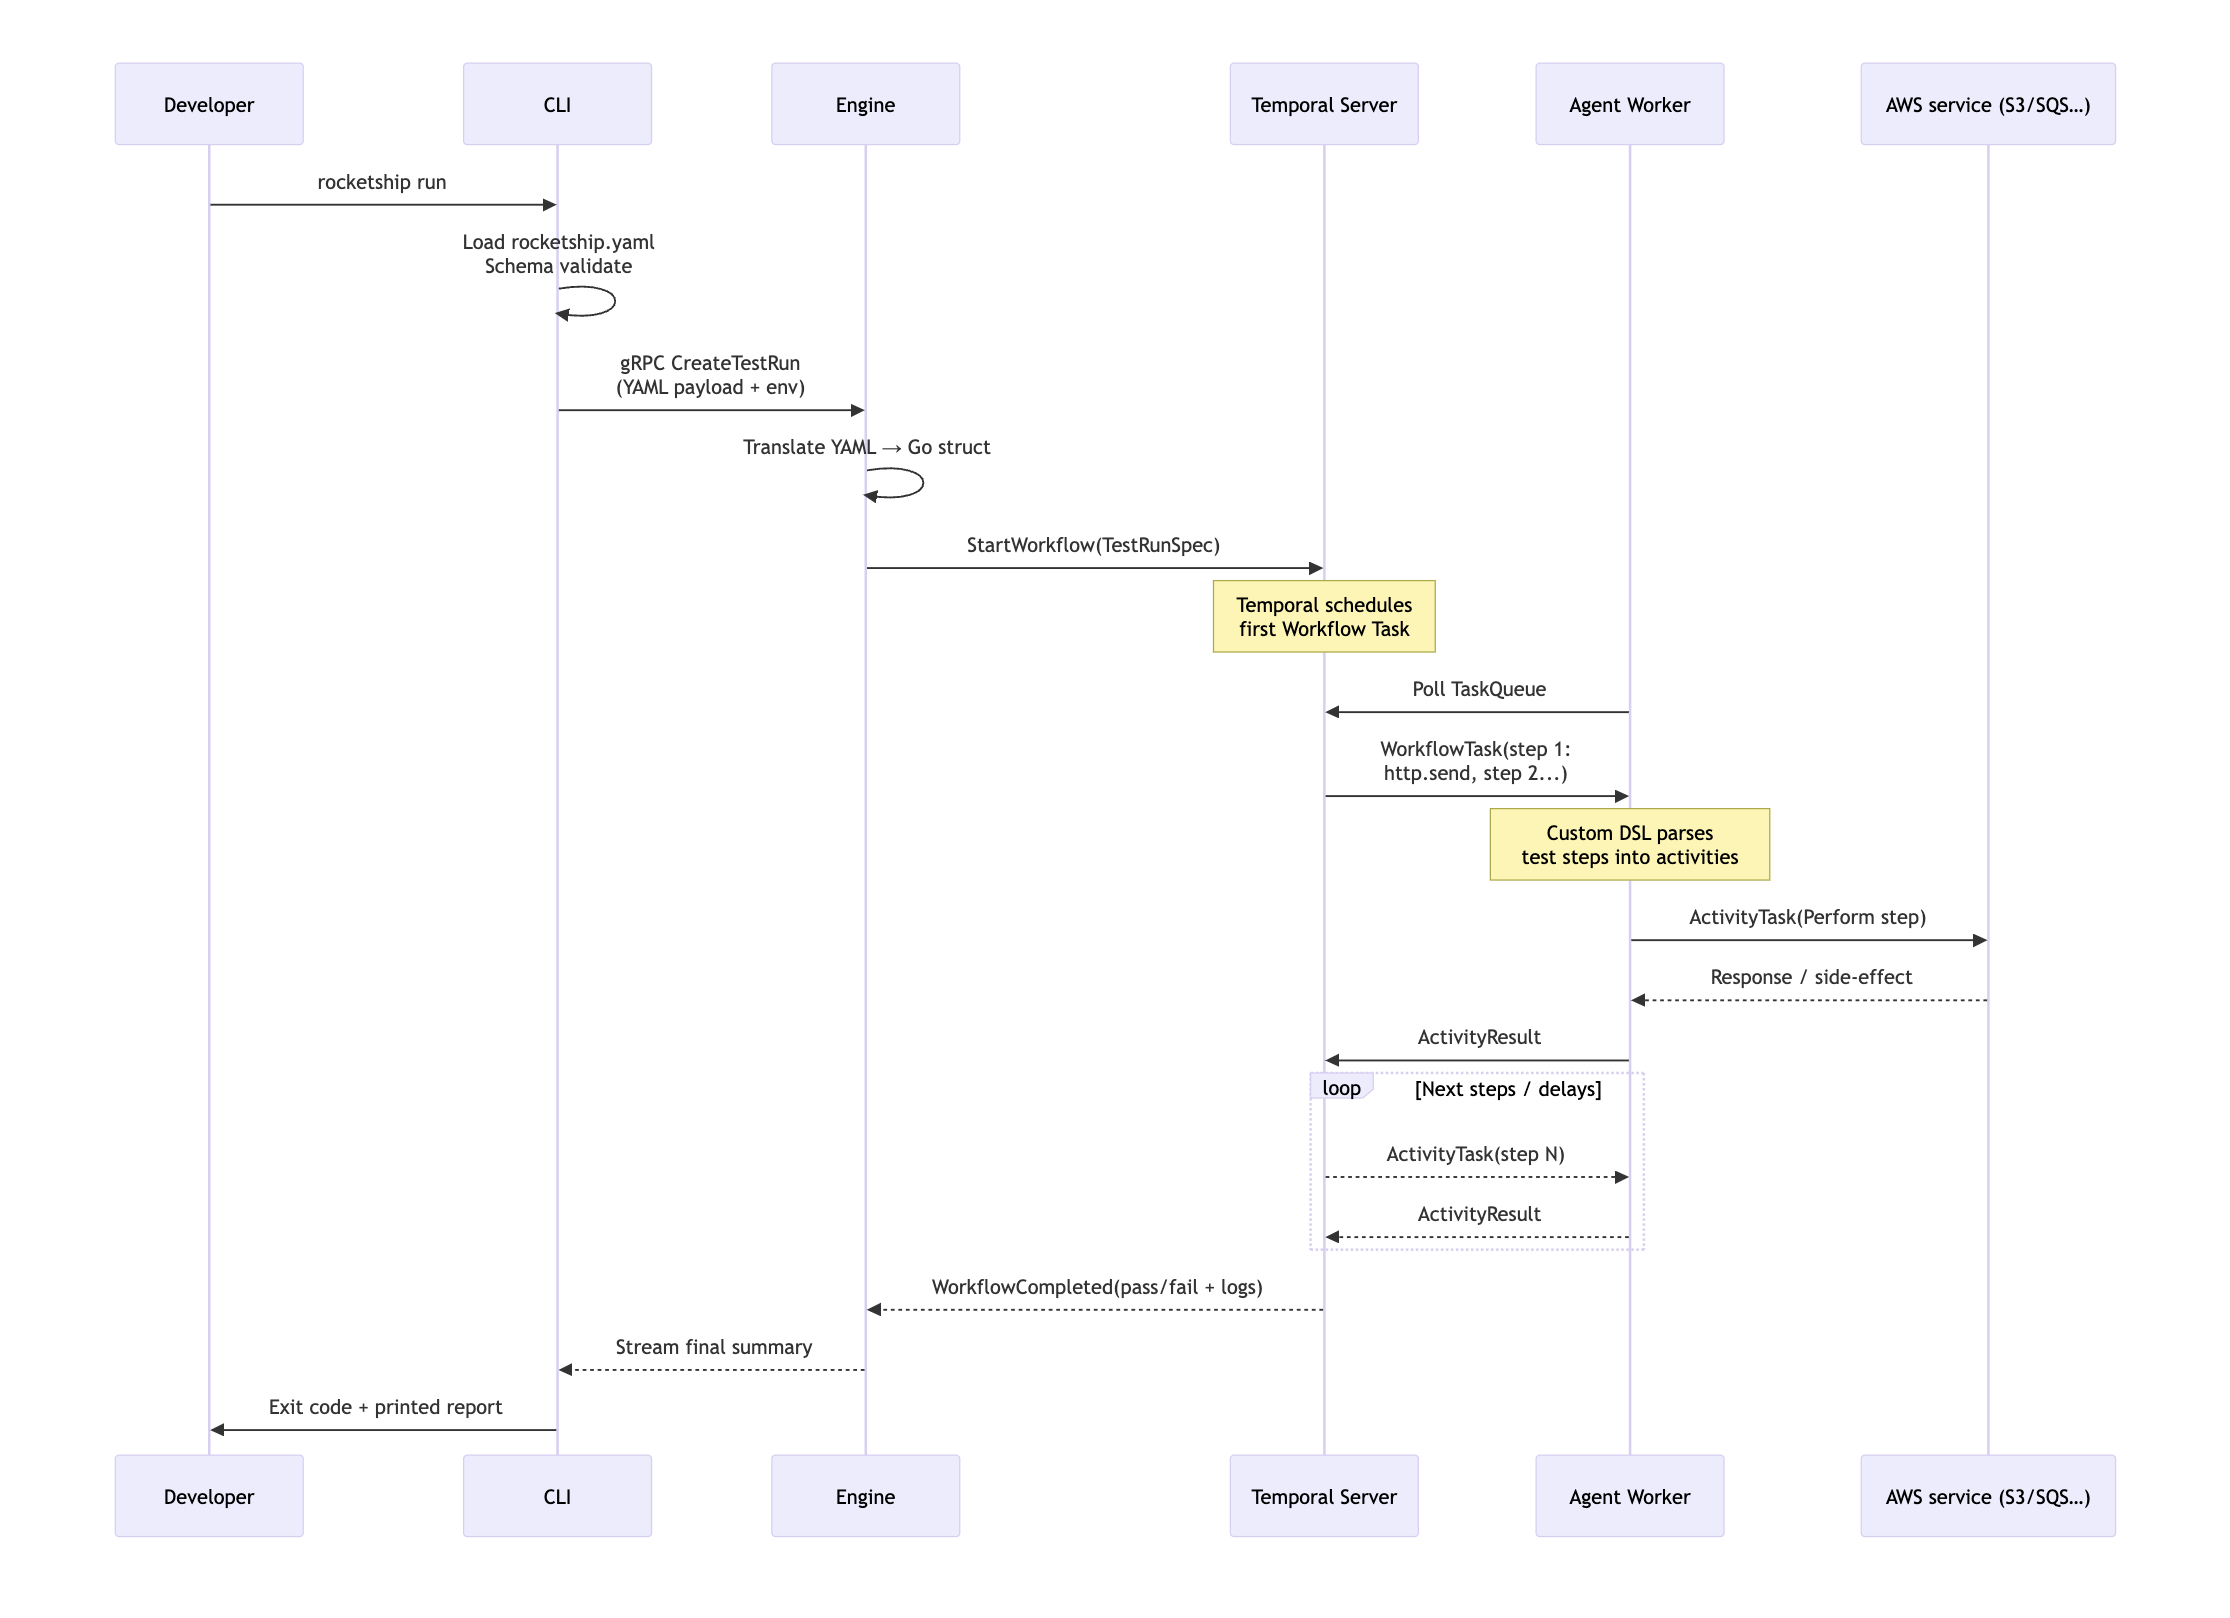 Developer
CLI
Engine
Temporal Server
Agent Worker
AWS service (S3/SQS…)
rocketship run
Load rocketship.yaml
Schema validate
gRPC CreateTestRun
(YAML payload + env)
Translate YAML → Go struct
StartWorkflow(TestRunSpec)
Temporal schedules
first Workflow Task
Poll TaskQueue
WorkflowTask(step 1:
http.send, step 2...)
Custom DSL parses
test steps into activities
ActivityTask(Perform step)
Response / side-effect
ActivityResult
loop
[Next steps / delays]
ActivityTask(step N)
ActivityResult
WorkflowCompleted(pass/fail + logs)
Stream final summary
Exit code + printed report
Developer
CLI
Engine
Temporal Server
Agent Worker
AWS service (S3/SQS…)